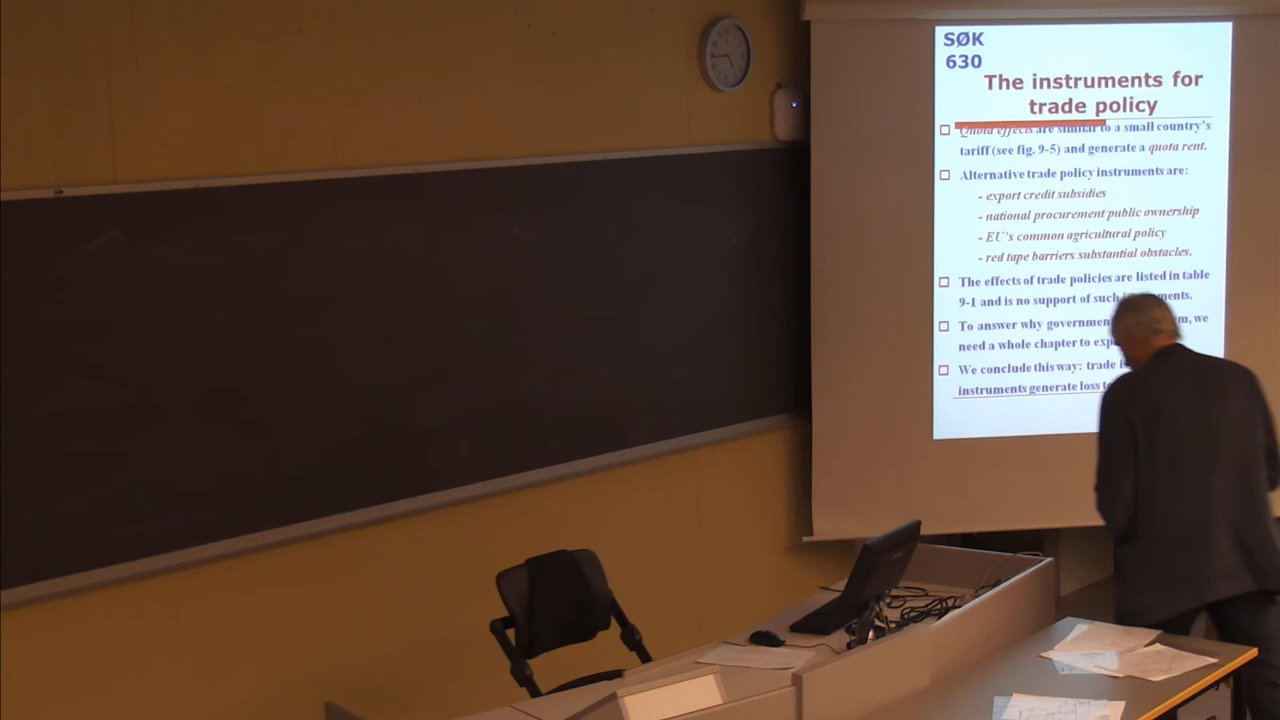 SØK
630
The instruments for
trade policy
Quota effects are similar to a small country's
tariff (see fig. 9-5) and generate a quota rent.
Alternative trade policy instruments are:
- export credit subsidies
- national procurement public ownership
- EU's common agricultural policy
- red tape barriers substantial obstacles.
The effects of trade policies are listed in table
9-1 and is no support of such
To answer why we
need a whole chapter to
We conclude this way: trade
instruments generate loss